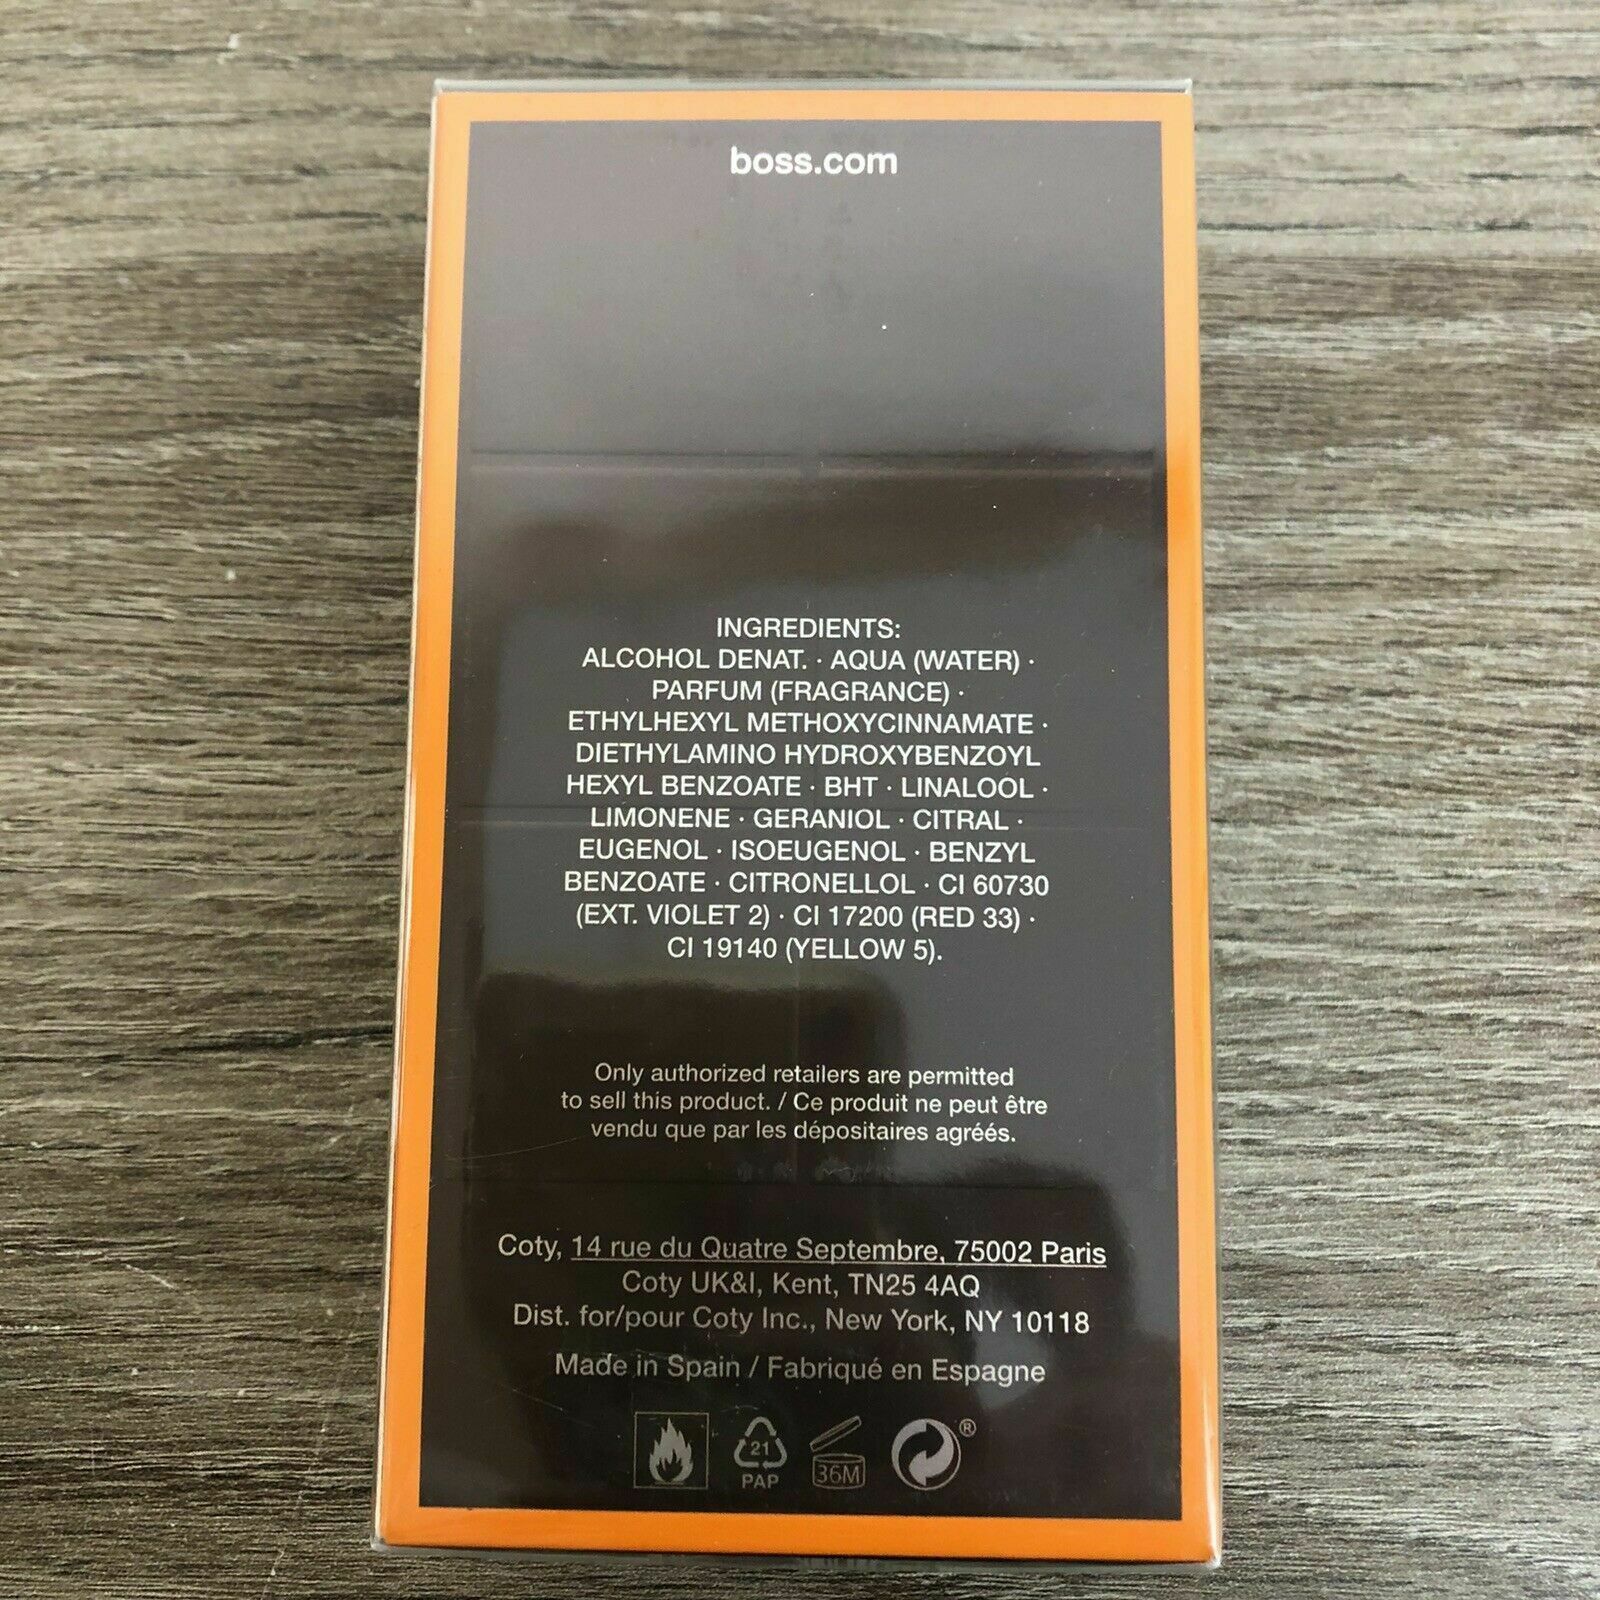 boss.com
INGREDIENTS:
ALCOHOL DENAT. · AQUA (WATER) ·
PARFUM (FRAGRANCE) ·
ETHYLHEXYL METHOXYCINNAMATE ·
DIETHYLAMINO HYDROXYBENZOYL
HEXYL BENZOATE · BHT · LINALOOL ·
LIMONENE · GERANIOL · CITRAL ·
EUGENOL · ISOEUGENOL · BENZYL
BENZOATE · CITRONELLOL · CI 60730
(EXT. VIOLET 2) · CI 17200 (RED 33) ·
CI 19140 (YELLOW 5).
Only authorized retailers are permitted
to sell this product. / Ce produit ne peut être
vendu que par les dépositaires agréés.
Coty, 14 rue du Quatre Septembre, 75002 Paris
Coty UK&I, Kent, TN25 4AQ
Dist. for/pour Coty Inc., New York, NY 10118
Made in Spain / Fabriqué en Espagne
21
PAP
36M
®